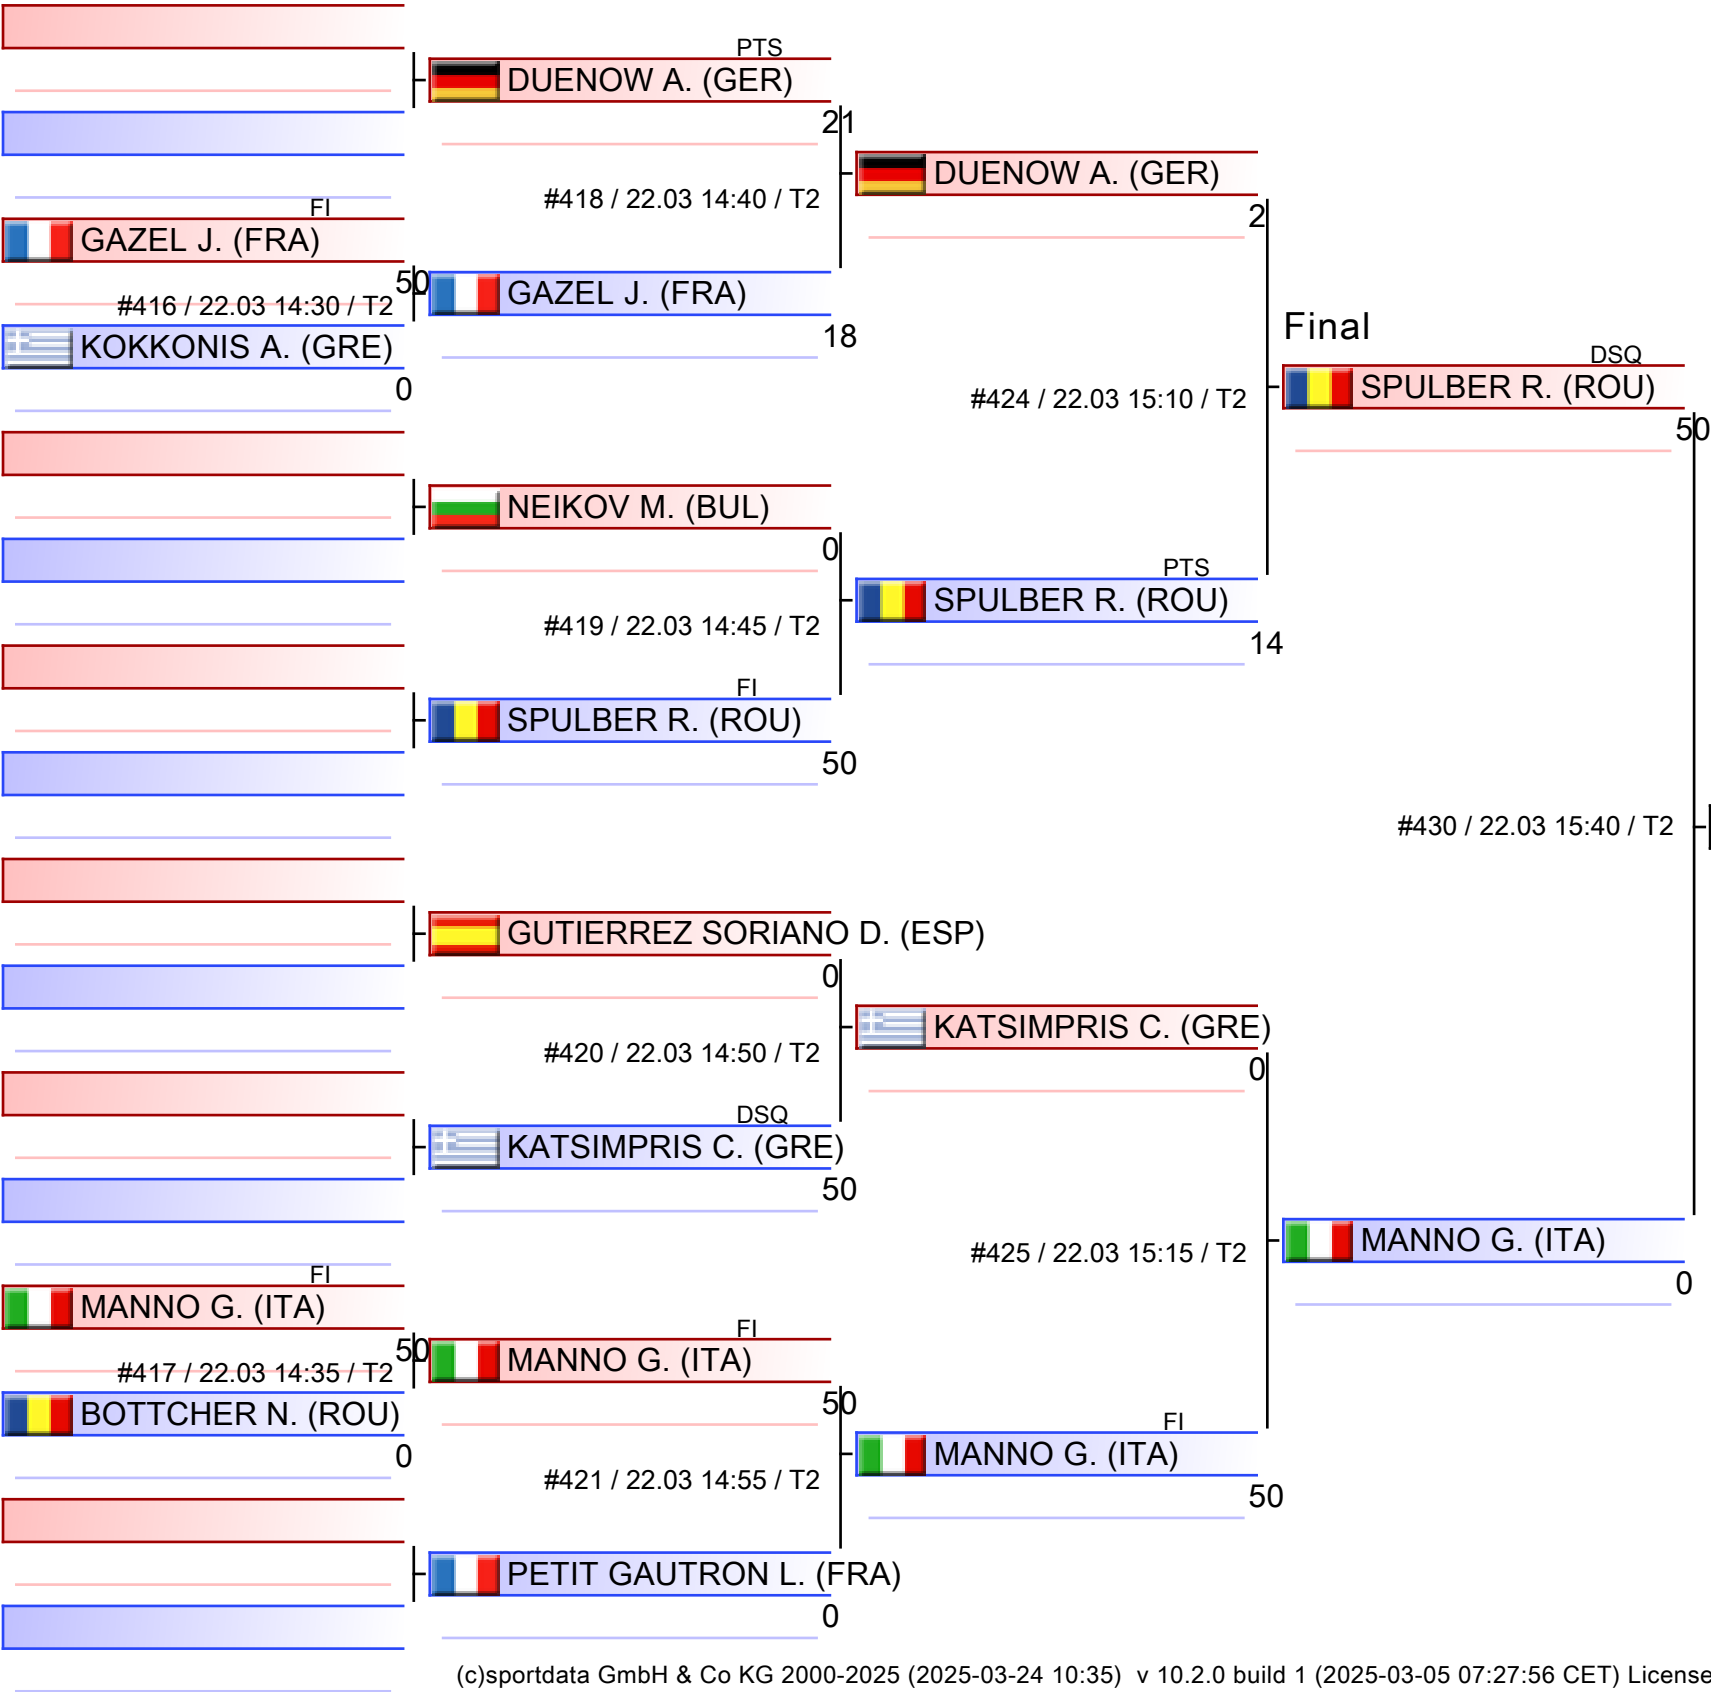 FI
GAZEL J. (FRA)
50
#416 / 22.03 14:30 / T2
KOKKONIS A. (GRE)
0
FI
MANNO G. (ITA)
50
#417 / 22.03 14:35 / T2
BOTTCHER N. (ROU)
0
PTS
DUENOW A. (GER)
21
#418 / 22.03 14:40 / T2
GAZEL J. (FRA)
18
NEIKOV M. (BUL)
0
#419 / 22.03 14:45 / T2
FI
SPULBER R. (ROU)
50
GUTIERREZ SORIANO D. (ESP)
0
#420 / 22.03 14:50 / T2
DSQ
KATSIMPRIS C. (GRE)
50
FI
MANNO G. (ITA)
50
#421 / 22.03 14:55 / T2
PETIT GAUTRON L. (FRA)
0
DUENOW A. (GER)
2
#424 / 22.03 15:10 / T2
PTS
SPULBER R. (ROU)
14
KATSIMPRIS C. (GRE)
0
#425 / 22.03 15:15 / T2
FI
MANNO G. (ITA)
50
Final
DSQ
SPULBER R. (ROU)
50
#430 / 22.03 15:40 / T2
MANNO G. (ITA)
0
(c)sportdata GmbH & Co KG 2000-2025 (2025-03-24 10:35) v 10.2.0 build 1 (2025-03-05 07:27:56 CET) License